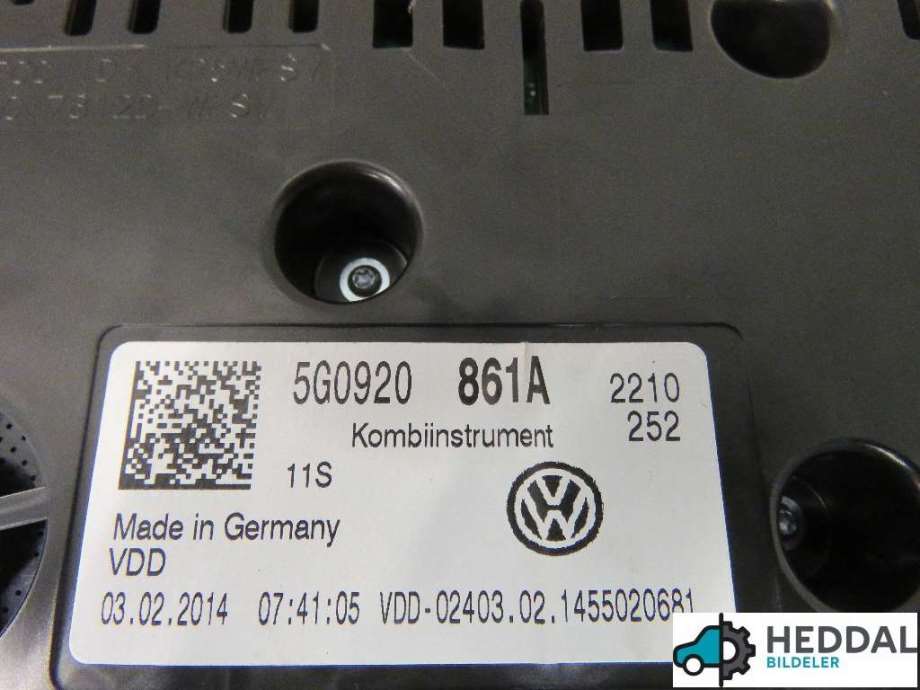 5G0920 861A 2210
252
Kombiinstrument
11S
Made in Germany
VDD
03.02.2014 07:41:05 VDD-02403.02.1455020681
HEDDAL
BILDELER